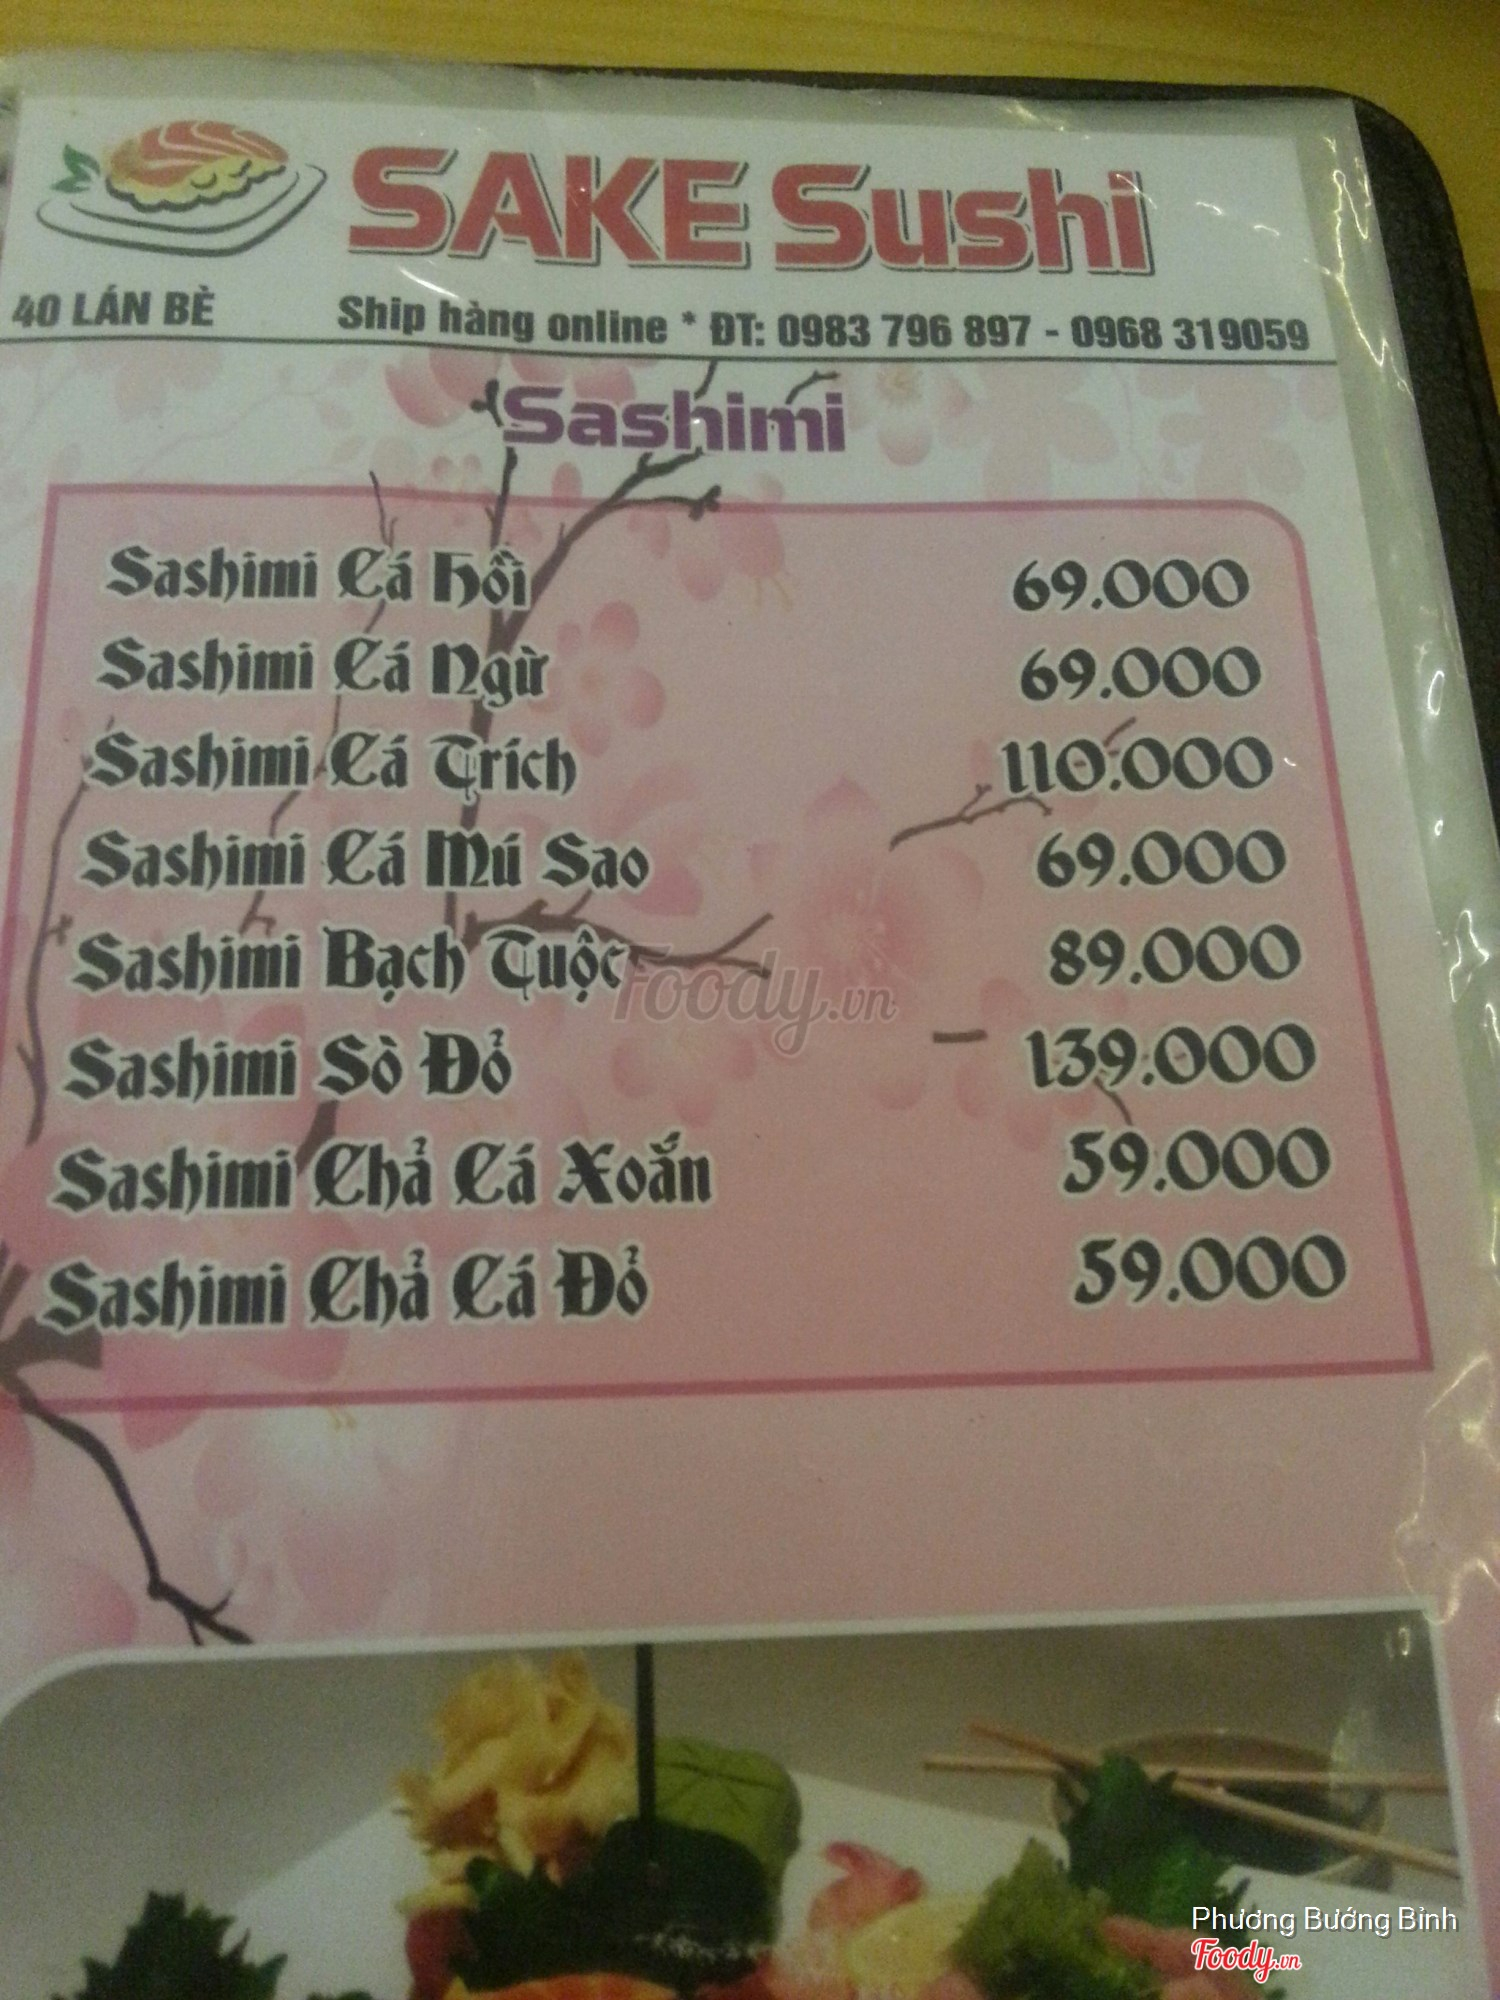 SAKE Sushi
40 LÁN BÈ Ship hàng online * ĐT: 0983 796 897 - 0968 319059
Sashimi
Sashimi Cá Hồi 69.000
Sashimi Cá Ngừ 69.000
Sashimi Cá Trích 110.000
Sashimi Cá Mú Sao 69.000
Sashimi Bạch Tuộc 89.000
Foody.vn
Sashimi Sò Đỏ 139.000
Sashimi Chả Cá Xoắn 59.000
Sashimi Chả Cá Đỏ 59.000
Phương Bướng Bỉnh
Foody.vn